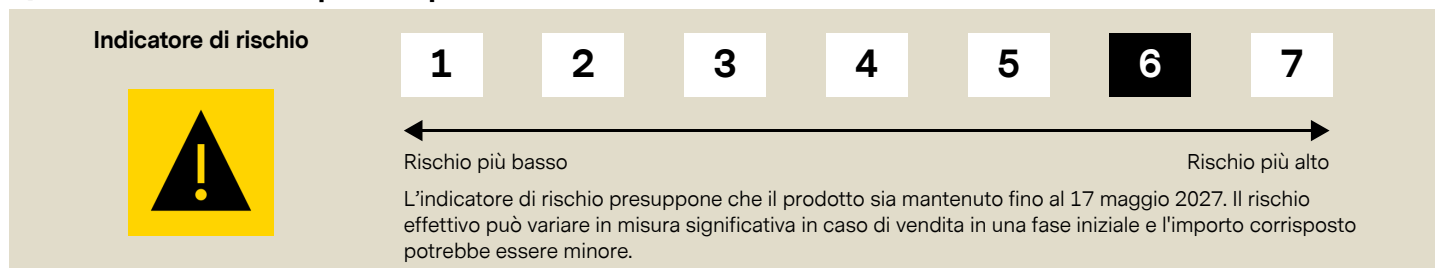 Indicatore di rischio
1 2 3 4 5 6 7
Rischio più basso
Rischio più alto
L'indicatore di rischio presuppone che il prodotto sia mantenuto fino al 17 maggio 2027. Il rischio
effettivo può variare in misura significativa in caso di vendita in una fase iniziale e l'importo corrisposto
potrebbe essere minore.